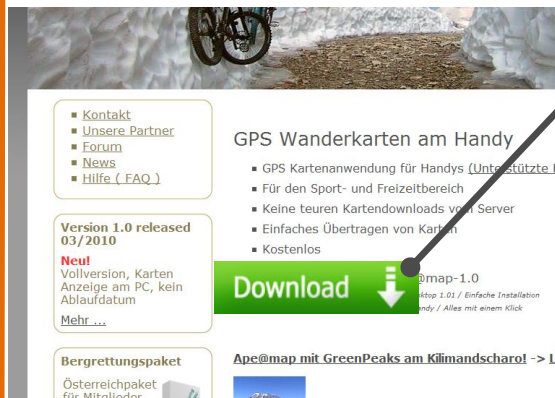 Kontakt
Unsere Partner
Forum
News
Hilfe ( FAQ )
Version 1.0 released
03/2010
Neu!
Vollversion, Karten
Anzeige am PC, kein
Ablaufdatum
Mehr ...
Bergrettungspaket
Österreichpaket
für Mitglieder
GPS Wanderkarten am Handy
GPS Kartenanwendung für Handys
Für den Sport- und Freizeitbereich
Keine teuren Kartendownloads vom Server
Einfaches Übertragen von Karten
Kostenlos
Download
@map-1.0
1.01 / Einfache Installation
/ Alles mit einem Klick
Ape@map mit GreenPeaks am Kilimandscharo! ->